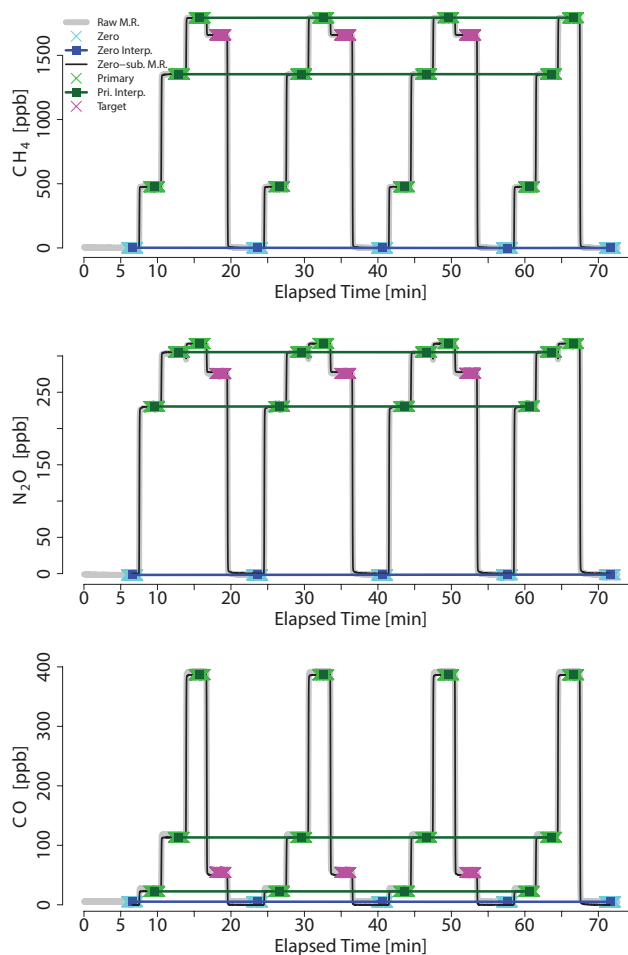 Raw M.R.
Zero
Zero Interp.
Zero−sub. M.R.
Primary
Pri. Interp.
Target
CH₄ [ppb]
0 500 1000 1500
0 5 10 20 30 40 50 60 70
Elapsed Time [min]
N₂O [ppb]
0 50 150 250
0 5 10 20 30 40 50 60 70
Elapsed Time [min]
CO [ppb]
0 100 200 300 400
0 5 10 20 30 40 50 60 70
Elapsed Time [min]